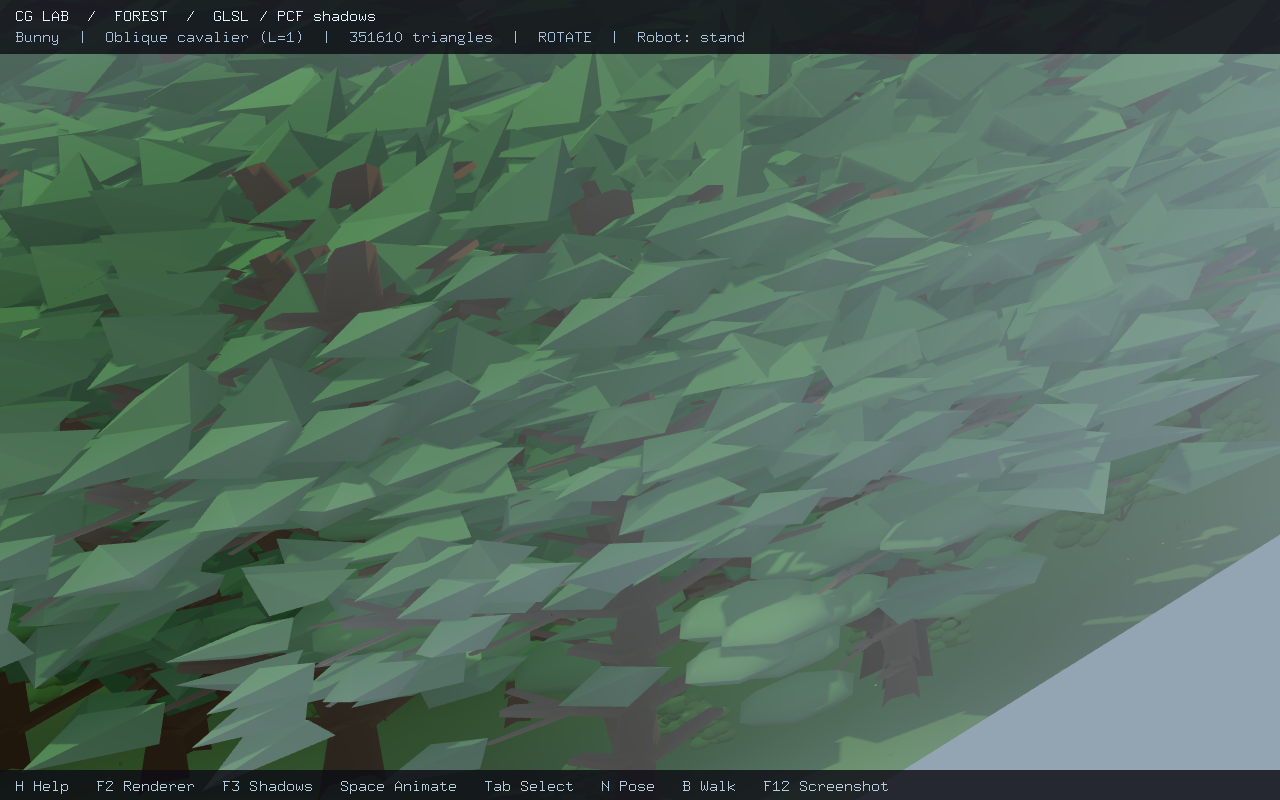 CG LAB / FOREST / GLSL / PCF shadows
Bunny | Oblique cavalier (L=1) | 351610 triangles | ROTATE | Robot: stand
H Help F2 Renderer F3 Shadows Space Animate Tab Select N Pose B Walk F12 Screenshot